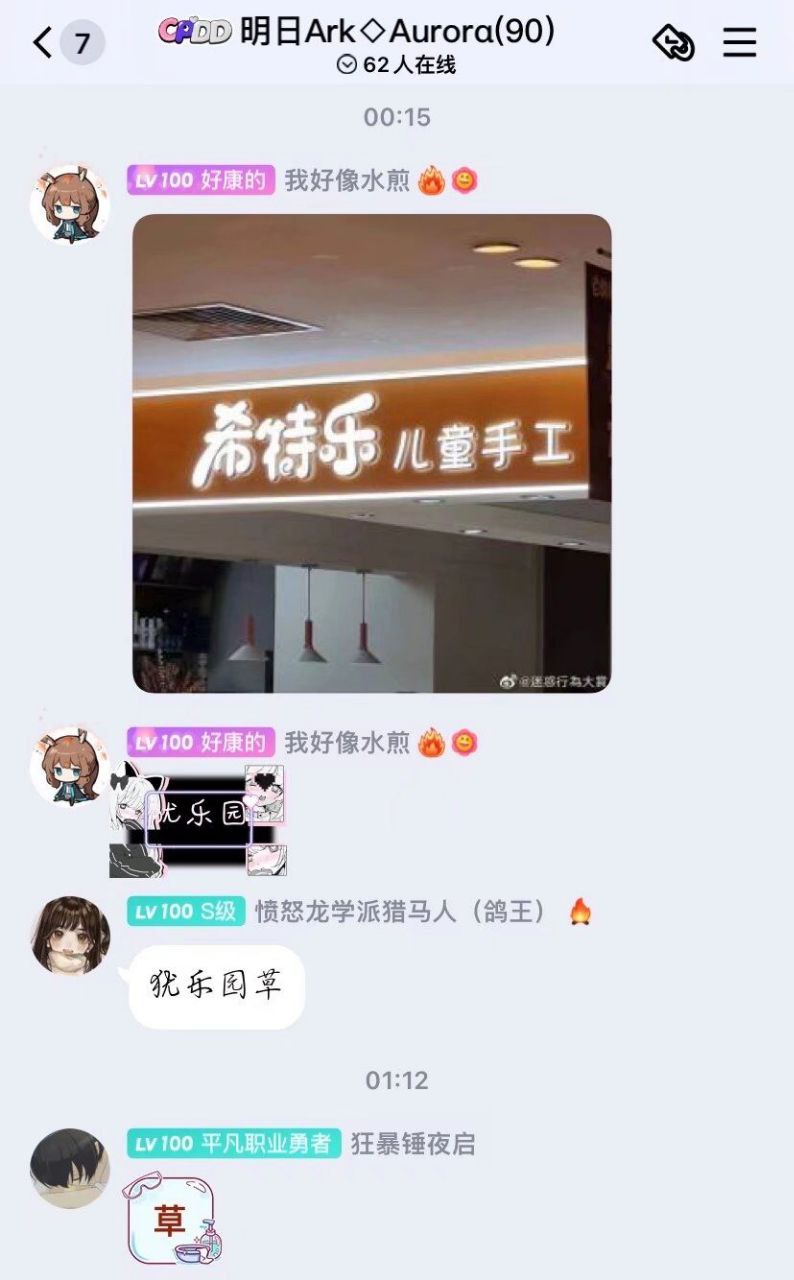 7
CPDD 明日Ark◇Aurora(90)
62人在线
00:15
LV100 好康的 我好像水煎
希特乐儿童手工
@迷惑行為大賞
LV100 好康的 我好像水煎
犹乐园
LV100 S级 愤怒龙学派猎马人（鸽王）
犹乐园草
01:12
LV100 平凡职业勇者 狂暴锤夜启
草